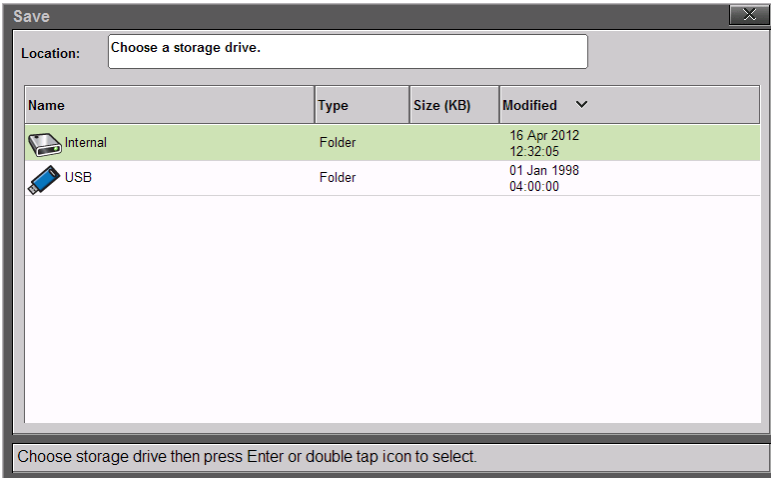 Save
Location: Choose a storage drive.
Name Type Size (KB) Modified
Internal Folder 16 Apr 2012
12:32:05
USB Folder 01 Jan 1998
04:00:00
Choose storage drive then press Enter or double tap icon to select.